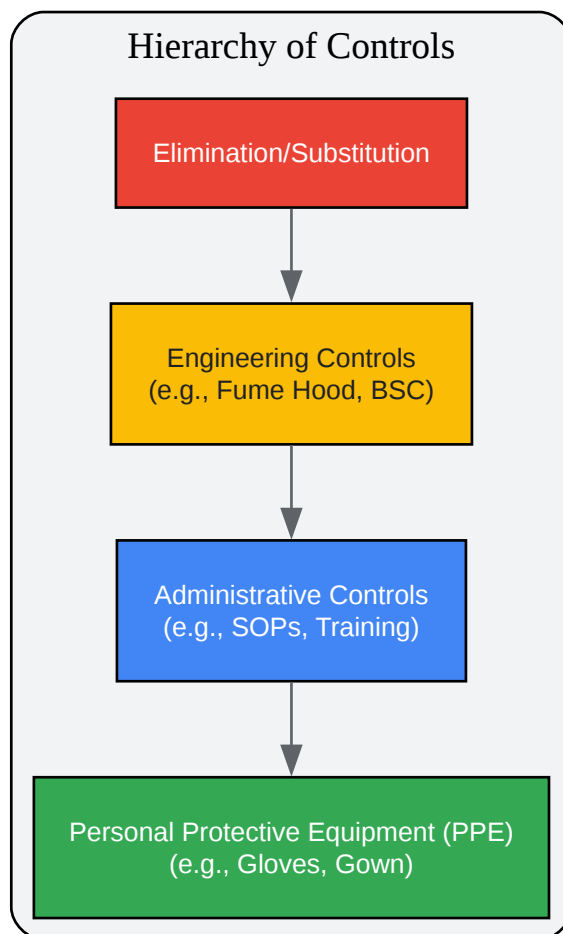 Hierarchy of Controls
Elimination/Substitution
Engineering Controls
(e.g., Fume Hood, BSC)
Administrative Controls
(e.g., SOPs, Training)
Personal Protective Equipment (PPE)
(e.g., Gloves, Gown)